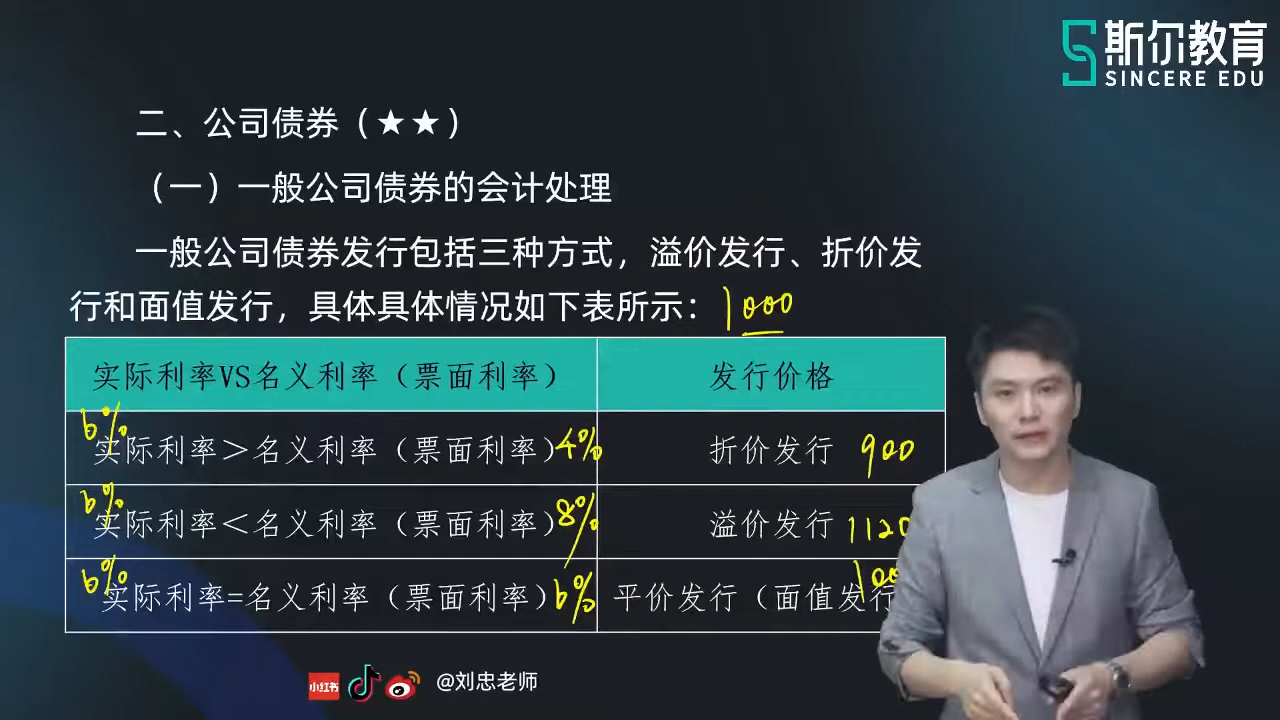 斯尔教育
SINCERE EDU
二、公司债券（★★）
（一）一般公司债券的会计处理
一般公司债券发行包括三种方式，溢价发行、折价发
行和面值发行，具体具体情况如下表所示：1000
实际利率VS名义利率（票面利率） 发行价格
6%
实际利率＞名义利率（票面利率）4% 折价发行 900
6%
实际利率＜名义利率（票面利率）8% 溢价发行 1120
6%
实际利率=名义利率（票面利率）6% 平价发行（面值发行
小红书 @刘忠老师